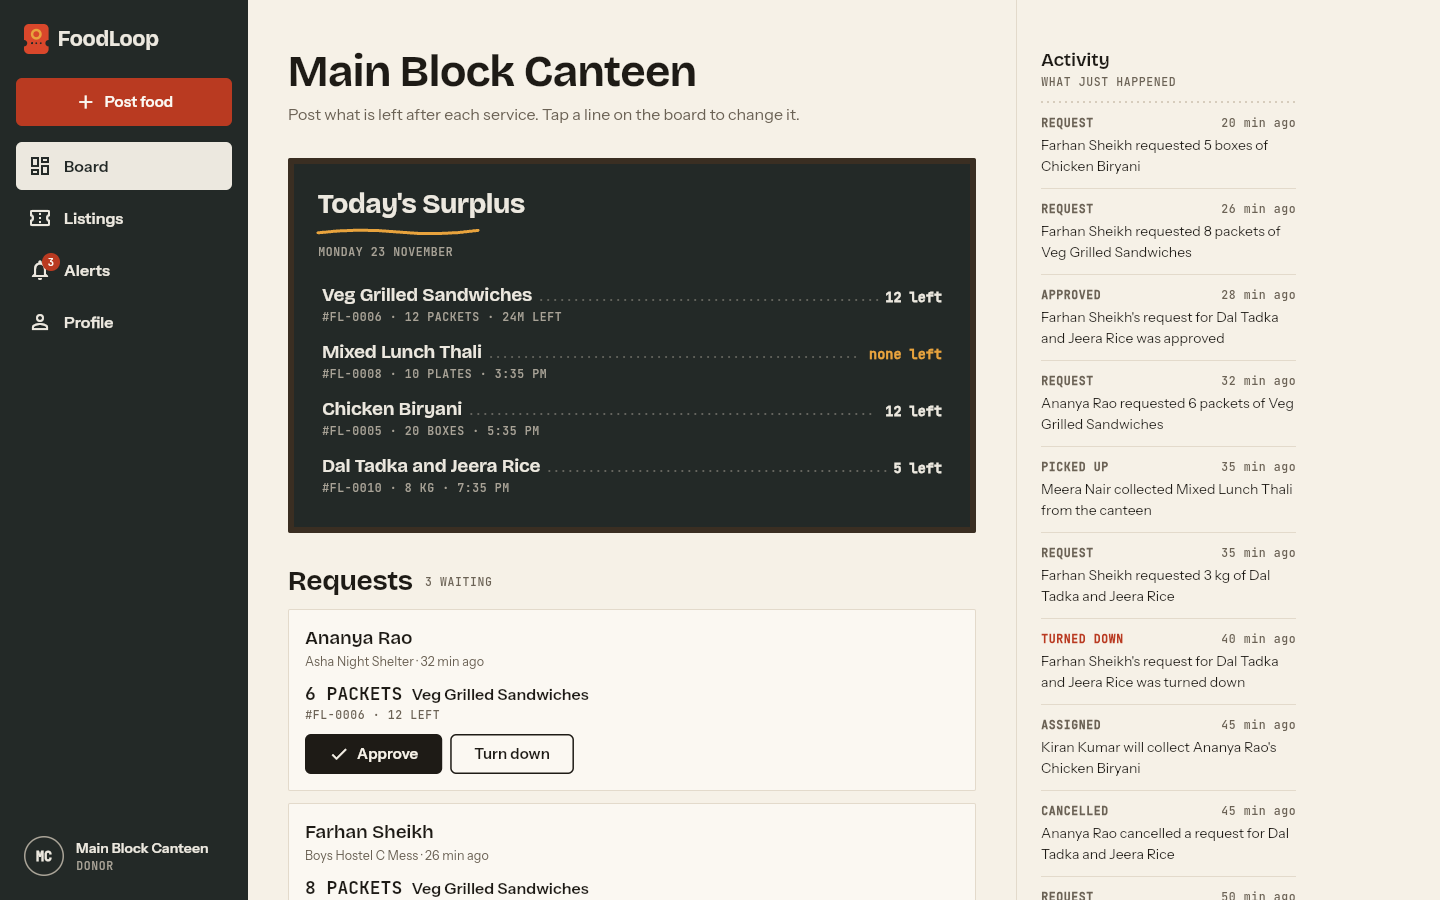 FoodLoop
Post food
Board
Listings
3
Alerts
Profile
MC
Main Block Canteen
DONOR
Main Block Canteen
Post what is left after each service. Tap a line on the board to change it.
Today's Surplus
MONDAY 23 NOVEMBER
Veg Grilled Sandwiches 12 left
#FL-0006 · 12 PACKETS · 24M LEFT
Mixed Lunch Thali none left
#FL-0008 · 10 PLATES · 3:35 PM
Chicken Biryani 12 left
#FL-0005 · 20 BOXES · 5:35 PM
Dal Tadka and Jeera Rice 5 left
#FL-0010 · 8 KG · 7:35 PM
Requests 3 WAITING
Ananya Rao
Asha Night Shelter · 32 min ago
6 PACKETS Veg Grilled Sandwiches
#FL-0006 · 12 LEFT
Approve Turn down
Farhan Sheikh
Boys Hostel C Mess · 26 min ago
8 PACKETS Veg Grilled Sandwiches
Activity
WHAT JUST HAPPENED
REQUEST 20 min ago
Farhan Sheikh requested 5 boxes of
Chicken Biryani
REQUEST 26 min ago
Farhan Sheikh requested 8 packets of
Veg Grilled Sandwiches
APPROVED 28 min ago
Farhan Sheikh's request for Dal Tadka
and Jeera Rice was approved
REQUEST 32 min ago
Ananya Rao requested 6 packets of Veg
Grilled Sandwiches
PICKED UP 35 min ago
Meera Nair collected Mixed Lunch Thali
from the canteen
REQUEST 35 min ago
Farhan Sheikh requested 3 kg of Dal
Tadka and Jeera Rice
TURNED DOWN 40 min ago
Farhan Sheikh's request for Dal Tadka
and Jeera Rice was turned down
ASSIGNED 45 min ago
Kiran Kumar will collect Ananya Rao's
Chicken Biryani
CANCELLED 45 min ago
Ananya Rao cancelled a request for Dal
Tadka and Jeera Rice
REQUEST 50 min ago